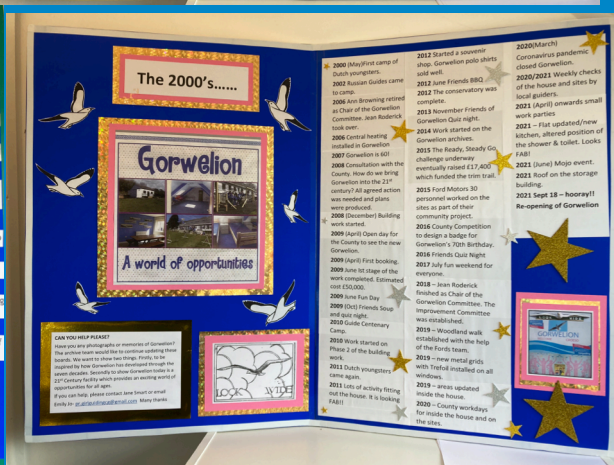 The 2000's……
Gorwelion
A world of opportunities
CAN YOU HELP PLEASE?
Have you any photographs or memories of Gorwelion?
The archive team would like to continue updating these
boards. We want to show two things. Firstly, to be
inspired by how Gorwelion has developed through the
seven decades. Secondly to show Gorwelion today is a
21st Century facility which provides an exciting world of
opportunities for all ages.
If you can help, please contact Jane Smart or email
Emily Jo- Many thanks
LOOK WIDE
2000 (May)First camp of
Dutch youngsters.
2002 Russian Guides came
to camp.
2006 Ann Browning retired
as Chair of the Gorwelion
Committee. Jean Roderick
took over.
2006 Central heating
installed in Gorwelion
2007 Gorwelion is 60!
2008 Consultation with the
County. How do we bring
Gorwelion into the 21st
century? All agreed action
was needed and plans
were produced.
2008 (December) Building
work started.
2009 (April) Open day for
the County to see the new
Gorwelion.
2009 (April) First booking.
2009 June Ist stage of the
work completed. Estimated
cost £50,000.
2009 June Fun Day
2009 (Oct) Friends Soup
and quiz night.
2010 Guide Centenary
Camp.
2010 Work started on
Phase 2 of the building
work.
2011 Dutch youngsters
came again.
2011 Lots of activity fitting
out the house. It is looking
FAB!!
2012 Started a souvenir
shop. Gorwelion polo shirts
sold well.
2012 June Friends BBQ
2012 The conservatory was
complete.
2013 November Friends of
Gorwelion Quiz night.
2014 Work started on the
Gorwelion archives.
2015 The Ready, Steady Go
challenge underway
eventually raised £17,400
which funded the trim trail.
2015 Ford Motors 30
personnel worked on the
sites as part of their
community project.
2016 County Competition
to design a badge for
Gorwelion's 70th Birthday.
2016 Friends Quiz Night
2017 July fun weekend for
everyone.
2018 – Jean Roderick
finished as Chair of the
Gorwelion Committee. The
Improvement Committee
was established.
2019 – Woodland walk
established with the help
of the Fords team.
2019 – new metal grids
with Trefoil installed on all
windows.
2019 – areas updated
inside the house.
2020 – County workdays
for inside the house and on
the sites.
2020(March)
Coronavirus pandemic
closed Gorwelion.
2020/2021 Weekly checks
of the house and sites by
local guiders.
2021 (April) onwards small
work parties
2021 – Flat updated/new
kitchen, altered position of
the shower & toilet. Looks
FAB!
2021 (June) Mojo event.
2021 Roof on the storage
building.
2021 Sept 18 – hooray!!
Re-opening of Gorwelion
GORWELION